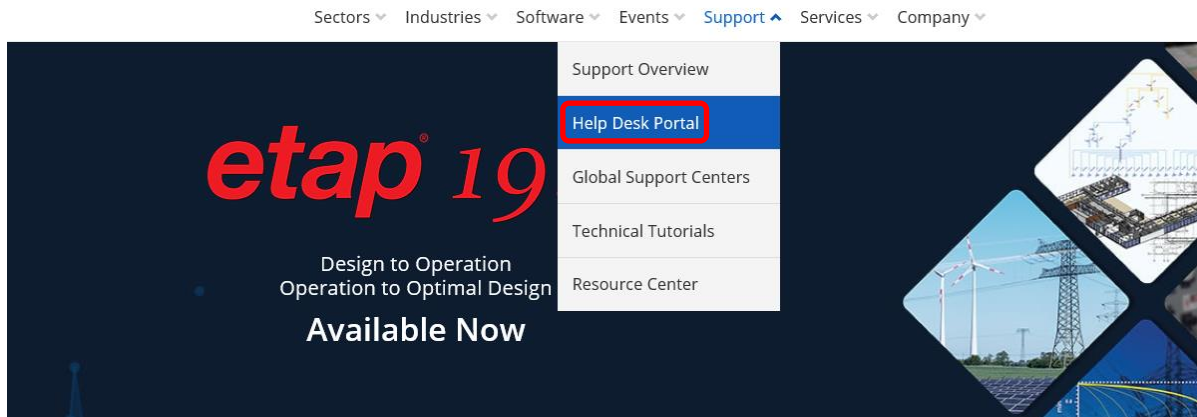 Sectors Industries Software Events Support Services Company
Support Overview
Help Desk Portal
Global Support Centers
Technical Tutorials
Resource Center
etap® 19
Design to Operation
Operation to Optimal Design
Available Now